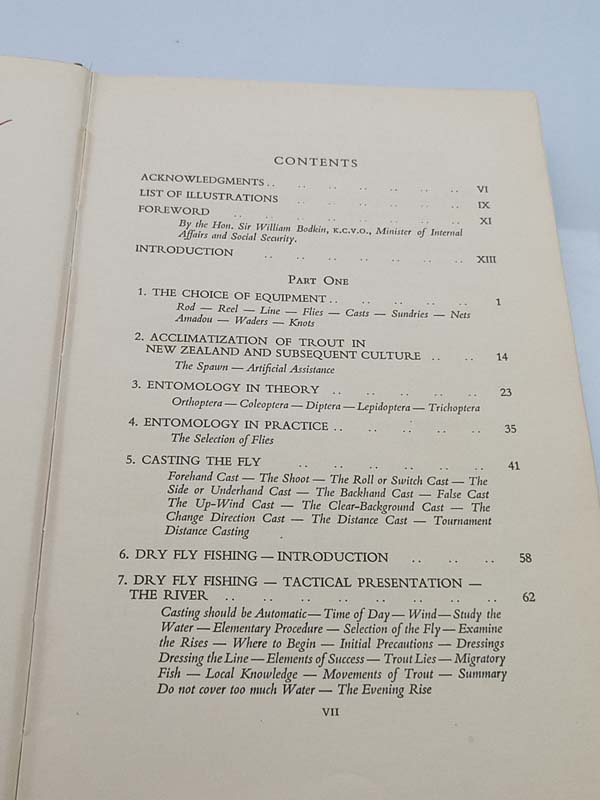 CONTENTS
ACKNOWLEDGMENTS .. .. .. .. .. .. VI
LIST OF ILLUSTRATIONS .. .. .. .. .. IX
FOREWORD .. .. .. .. .. .. .. XI
By the Hon. Sir William Bodkin, K.C.V.O., Minister of Internal
Affairs and Social Security.
INTRODUCTION .. .. .. .. .. .. XIII
PART ONE
1. THE CHOICE OF EQUIPMENT .. .. .. .. .. 1
Rod — Reel — Line — Flies — Casts — Sundries — Nets
Amadou — Waders — Knots
2. ACCLIMATIZATION OF TROUT IN
NEW ZEALAND AND SUBSEQUENT CULTURE .. .. 14
The Spawn — Artificial Assistance
3. ENTOMOLOGY IN THEORY .. .. .. .. .. 23
Orthoptera — Coleoptera — Diptera — Lepidoptera — Trichoptera
4. ENTOMOLOGY IN PRACTICE .. .. .. .. .. 35
The Selection of Flies
5. CASTING THE FLY .. .. .. .. .. .. 41
Forehand Cast — The Shoot — The Roll or Switch Cast — The
Side or Underhand Cast — The Backhand Cast — False Cast
The Up-Wind Cast — The Clear-Background Cast — The
Change Direction Cast — The Distance Cast — Tournament
Distance Casting
6. DRY FLY FISHING — INTRODUCTION .. .. .. 58
7. DRY FLY FISHING — TACTICAL PRESENTATION —
THE RIVER .. .. .. .. .. .. .. .. 62
Casting should be Automatic — Time of Day — Wind — Study the
Water — Elementary Procedure — Selection of the Fly — Examine
the Rises — Where to Begin — Initial Precautions — Dressings
Dressing the Line — Elements of Success — Trout Lies — Migratory
Fish — Local Knowledge — Movements of Trout — Summary
Do not cover too much Water — The Evening Rise
VII